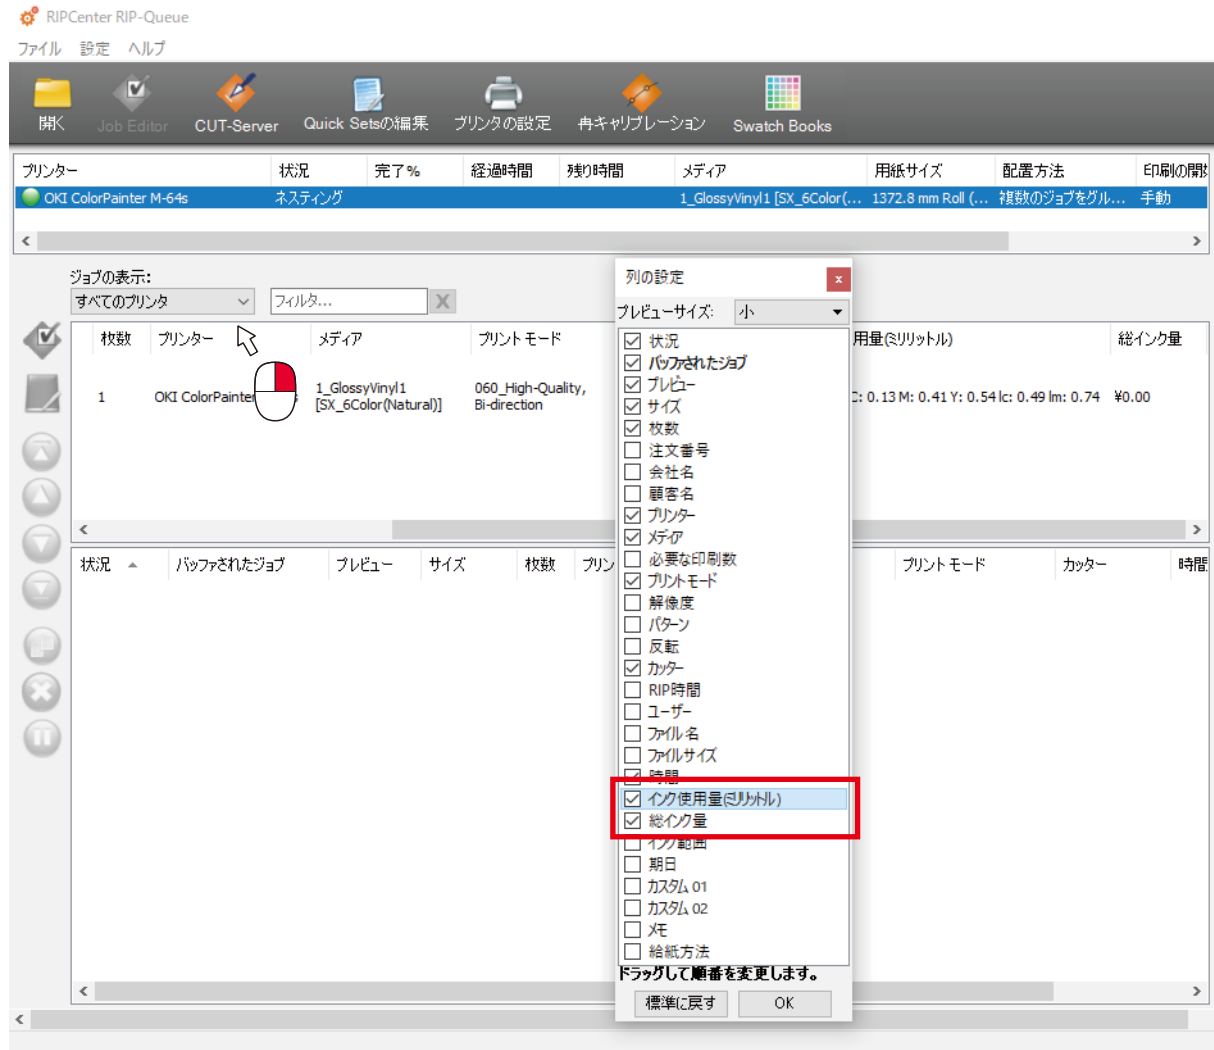 RIPCenter RIP-Queue
ファイル 設定 ヘルプ
開く Job Editor CUT-Server Quick Setsの編集 プリンタの設定 再キャリブレーション Swatch Books
プリンター 状況 完了% 経過時間 残り時間 メディア 用紙サイズ 配置方法 印刷の開始
OKI ColorPainter M-64s ネスティング 1_GlossyVinyl1 [SX_6Color(... 1372.8 mm Roll (... 複数のジョブをグル... 手動
ジョブの表示:
すべてのプリンタ フィルタ... X
枚数 プリンター メディア プリント モード 用量(ミリリットル) 総インク量
1 OKI ColorPainter 1_GlossyVinyl1 [SX_6Color(Natural)] 060_High-Quality, Bi-direction C: 0.13 M: 0.41 Y: 0.54 lc: 0.49 lm: 0.74 ¥0.00
状況 バッファされたジョブ プレビュー サイズ 枚数 プリン プリント モード カッター 時間
列の設定 x
プレビューサイズ: 小
状況
バッファされたジョブ
プレビュー
サイズ
枚数
注文番号
会社名
顧客名
プリンター
メディア
必要な印刷数
プリント モード
解像度
パターン
反転
カッター
RIP時間
ユーザー
ファイル名
ファイルサイズ
時間
インク使用量(ミリリットル)
総インク量
インク範囲
期日
カスタム 01
カスタム 02
メモ
給紙方法
ドラッグして順番を変更します。
標準に戻す OK